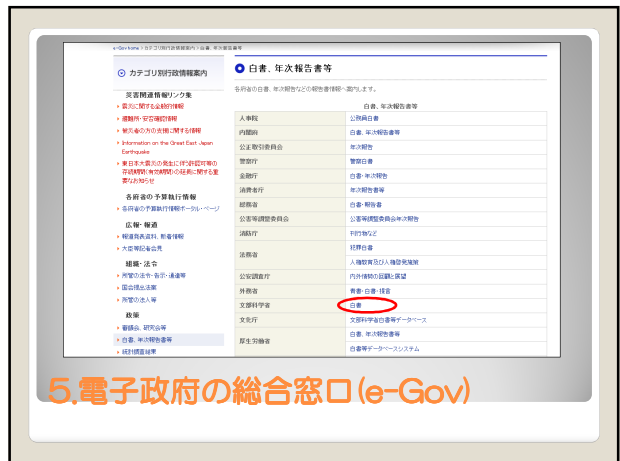 e-Gov home > カテゴリ別行政情報案内 > 白書、年次報告書等
カテゴリ別行政情報案内
災害関連情報リンク集
震災に関する全般的情報
避難所・安否確認情報
被災者の方の支援に関する情報
Information on the Great East Japan
Earthquake
東日本大震災の発生に伴う許認可等の
存続期間(有効期間)の延長に関する重
要なお知らせ
各府省の予算執行情報
各府省の予算執行情報ポータル・ページ
広報・報道
報道発表資料、新着情報
大臣等記者会見
組織・法令
所管の法令・告示・通達等
国会提出法案
所管の法人等
政策
審議会、研究会等
白書、年次報告書等
統計調査結果
白書、年次報告書等
各府省の白書、年次報告などの報告書情報へ案内します。
白書、年次報告書等
人事院 公務員白書
内閣府 白書、年次報告書等
公正取引委員会 年次報告
警察庁 警察白書
金融庁 白書・年次報告
消費者庁 年次報告書等
総務省 白書・報告書
公害等調整委員会 公害等調整委員会年次報告
消防庁 刊行物など
法務省 犯罪白書
人権教育及び人権啓発施策
公安調査庁 内外情勢の回顧と展望
外務省 青書・白書・提言
文部科学省 白書
文化庁 文部科学省白書等データベース
厚生労働省 白書、年次報告書等
白書等データベースシステム
5.電子政府の総合窓口(e-Gov)